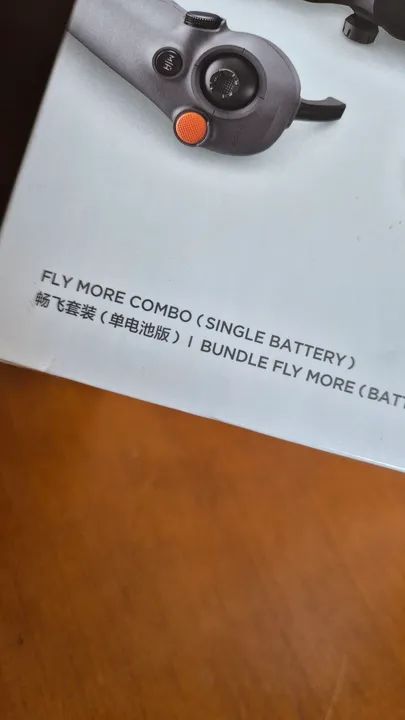 FLY MORE COMBO (SINGLE BATTERY)
畅飞套装(单电池版) | BUNDLE FLY MORE (BATT